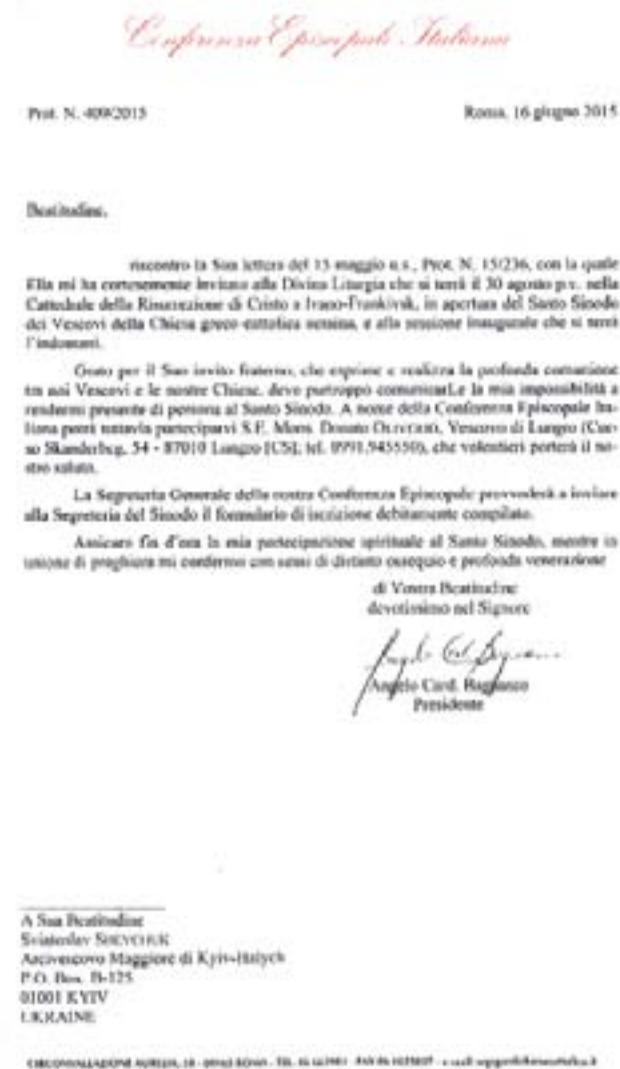 Conferenza Episcopale Italiana
Prot. N. 409/2015 Roma, 16 giugno 2015
Beatitudine,
riscontro la Sua lettera del 15 maggio u.s., Prot. N. 15/236, con la quale
Ella mi ha cortesemente invitato alla Divina Liturgia che si terrà il 30 agosto p.v. nella
Cattedrale della Risurrezione di Cristo a Ivano-Frankivsk, in apertura del Santo Sinodo
dei Vescovi della Chiesa greco-cattolica ucraina, e alla sessione inaugurale che si terrà
l'indomani.
Grato per il Suo invito fraterno, che esprime e realizza la profonda comunione
tra noi Vescovi e le nostre Chiese, devo purtroppo comunicarLe la mia impossibilità a
rendermi presente di persona al Santo Sinodo. A nome della Conferenza Episcopale Ita-
liana potrà tuttavia parteciparvi S.E. Mons. Donato OLIVERIO, Vescovo di Lungro (Cor-
so Skanderbeg, 54 - 87010 Lungro [CS]; tel. 0981.945550), che volentieri porterà il no-
stro saluto.
La Segreteria Generale della nostra Conferenza Episcopale provvederà a inviare
alla Segreteria del Sinodo il formulario di iscrizione debitamente compilato.
Assicuro fin d'ora la mia partecipazione spirituale al Santo Sinodo, mentre in
unione di preghiera mi confermo con sensi di distinto ossequio e profonda venerazione
di Vostra Beatitudine
devotissimo nel Signore
Angelo Card. Bagnasco
Angelo Card. Bagnasco
Presidente
A Sua Beatitudine
Sviatoslav SHEVCHUK
Arcivescovo Maggiore di Kyiv-Halych
P.O. Box. B-125
01001 KYIV
UKRAINE
CIRCONVALLAZIONE AURELIA, 50 - 00165 ROMA - TEL.